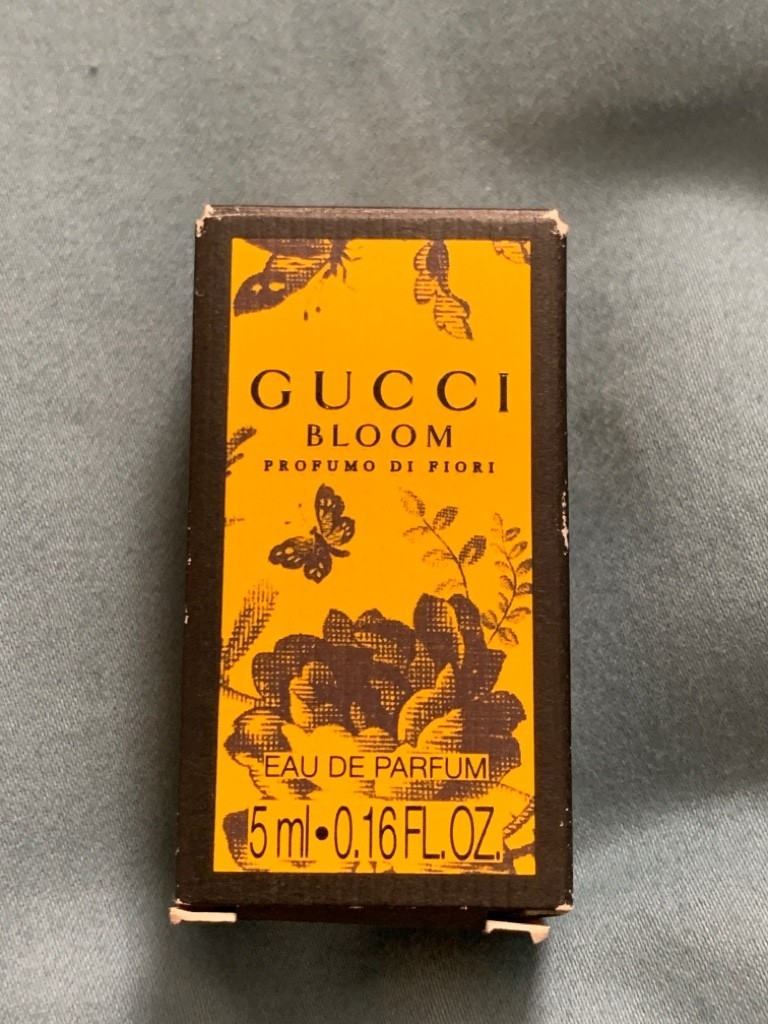 GUCCI
BLOOM
PROFUMO DI FIORI
EAU DE PARFUM
5 ml • 0.16 FL. OZ.